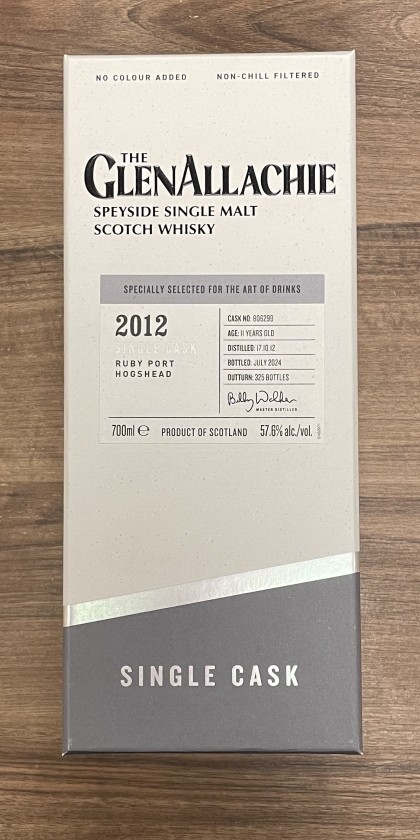 NO COLOUR ADDED NON-CHILL FILTERED
THE
GLENALLACHIE
SPEYSIDE SINGLE MALT
SCOTCH WHISKY
SPECIALLY SELECTED FOR THE ART OF DRINKS
2012
SINGLE CASK
RUBY PORT
HOGSHEAD
CASK NO: 806299
AGE: 11 YEARS OLD
DISTILLED: 17.10.12
BOTTLED: JULY 2024
OUTTURN: 325 BOTTLES
Billy Walker
MASTER DISTILLER
700ml ℮ PRODUCT OF SCOTLAND 57.6% alc./vol.
SINGLE CASK